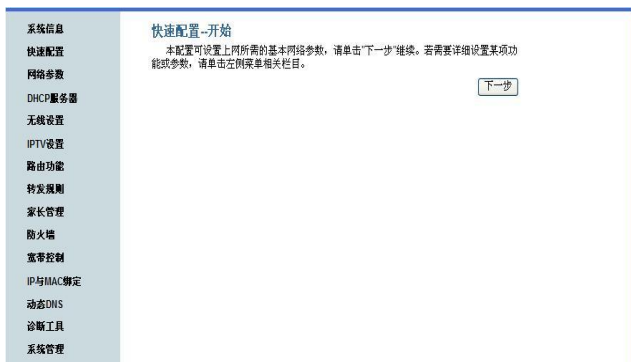 系统信息
快速配置
网络参数
DHCP服务器
无线设置
IPTV设置
路由功能
转发规则
家长管理
防火墙
宽带控制
IP与MAC绑定
动态DNS
诊断工具
系统管理
快速配置--开始
本配置可设置上网所需的基本网络参数，请单击"下一步"继续。若需要详细设置某项功
能或参数，请单击左侧菜单相关栏目。
下一步